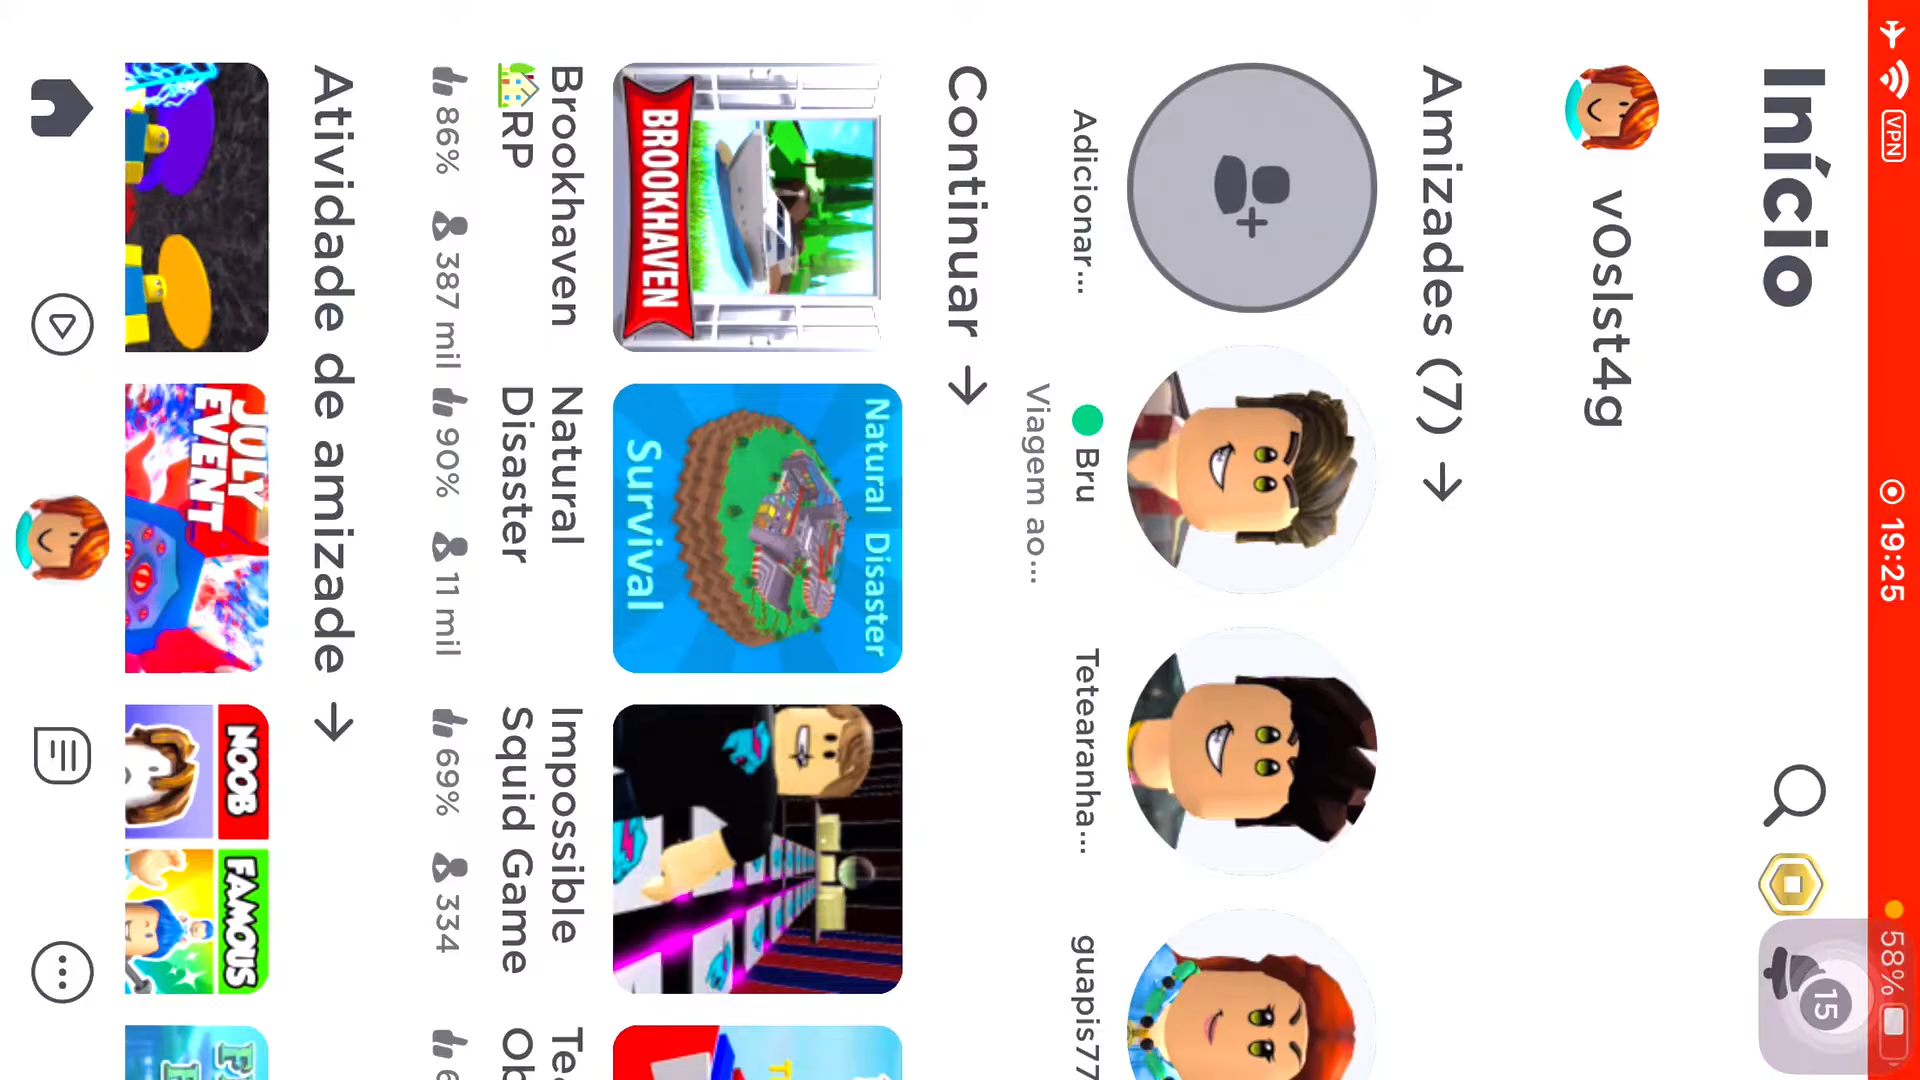 VPN
19:25
58%
Início
15
v0slst4g
Amizades (7)
Adicionar...
Bru
Viagem ao...
Tetearanha...
guapis77
Continuar
BROOKHAVEN
Natural Disaster
Survival
Brookhaven
RP
86% 387 mil
Natural
Disaster
90% 11 mil
Impossible
Squid Game
69% 334
Atividade de amizade
JULY
EVENT
NOOB
FAMOUS